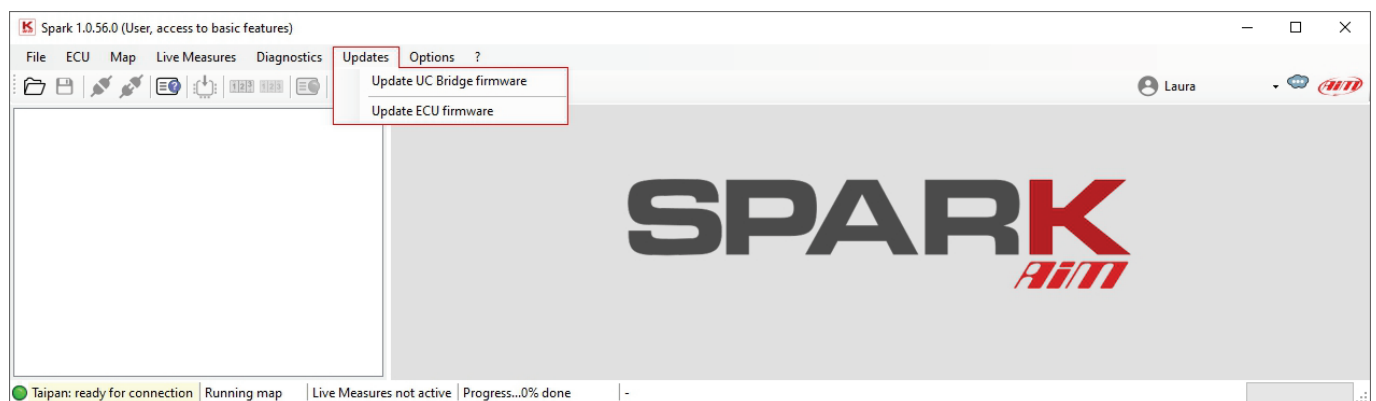 Spark 1.0.56.0 (User, access to basic features)
File ECU Map Live Measures Diagnostics Updates Options ?
Update UC Bridge firmware
Laura
AiM
Update ECU firmware
SPARK
AiM
Taipan: ready for connection Running map Live Measures not active Progress...0% done -